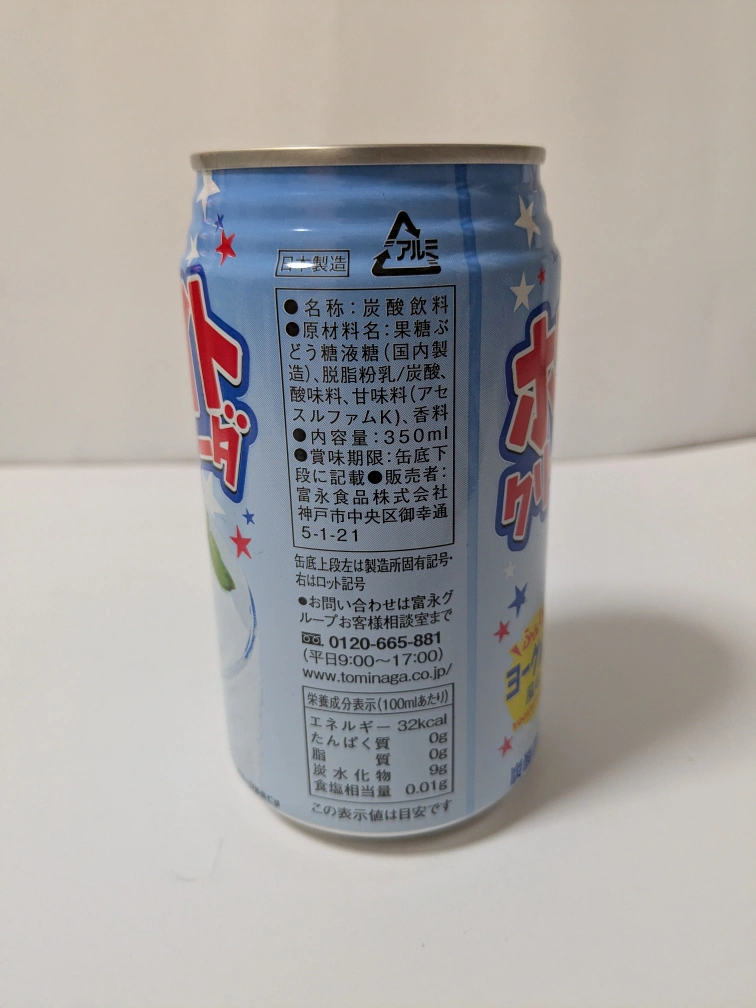 アルミ
日本製造
●名称：炭酸飲料
●原材料名：果糖ぶ
どう糖液糖（国内製
造）、脱脂粉乳/炭酸、
酸味料、甘味料（アセ
スルファムK）、香料
●内容量：350ml
●賞味期限：缶底下
段に記載●販売者：
富永食品株式会社
神戸市中央区御幸通
5-1-21
缶底上段左は製造所固有記号・
右はロット記号
●お問い合わせは富永グ
ループお客様相談室まで
0120-665-881
（平日9:00〜17:00）
www.tominaga.co.jp/
栄養成分表示（100mlあたり）
エネルギー 32kcal
たんぱく質 0g
脂質 0g
炭水化物 9g
食塩相当量 0.01g
この表示値は目安です
イト
ーダ
ホ
クリ
ヨーグ